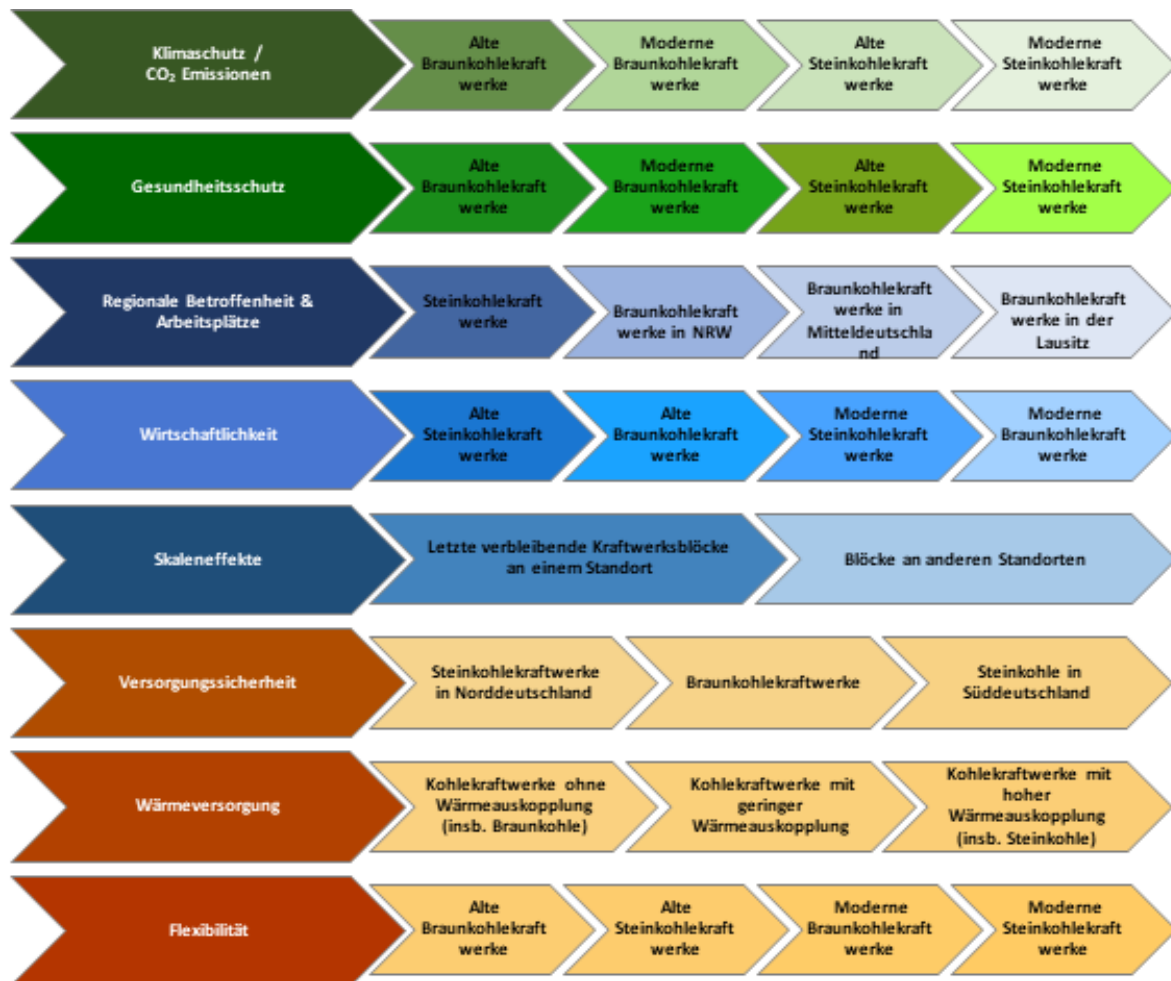 Klimaschutz /
CO₂ Emissionen
Alte
Braunkohlekraft
werke
Moderne
Braunkohlekraft
werke
Alte
Steinkohlekraft
werke
Moderne
Steinkohlekraft
werke
Gesundheitsschutz
Alte
Braunkohlekraft
werke
Moderne
Braunkohlekraft
werke
Alte
Steinkohlekraft
werke
Moderne
Steinkohlekraft
werke
Regionale Betroffenheit &
Arbeitsplätze
Steinkohlekraft
werke
Braunkohlekraft
werke in NRW
Braunkohlekraft
werke in
Mitteldeutschla
nd
Braunkohlekraft
werke in der
Lausitz
Wirtschaftlichkeit
Alte
Steinkohlekraft
werke
Alte
Braunkohlekraft
werke
Moderne
Steinkohlekraft
werke
Moderne
Braunkohlekraft
werke
Skaleneffekte
Letzte verbleibende Kraftwerksblöcke
an einem Standort
Blöcke an anderen Standorten
Versorgungssicherheit
Steinkohlekraftwerke
in Norddeutschland
Braunkohlekraftwerke
Steinkohle in
Süddeutschland
Wärmeversorgung
Kohlekraftwerke ohne
Wärmeauskopplung
(insb. Braunkohle)
Kohlekraftwerke mit
geringer
Wärmeauskopplung
Kohlekraftwerke mit
hoher
Wärmeauskopplung
(insb. Steinkohle)
Flexibilität
Alte
Braunkohlekraft
werke
Alte
Steinkohlekraft
werke
Moderne
Braunkohlekraft
werke
Moderne
Steinkohlekraft
werke